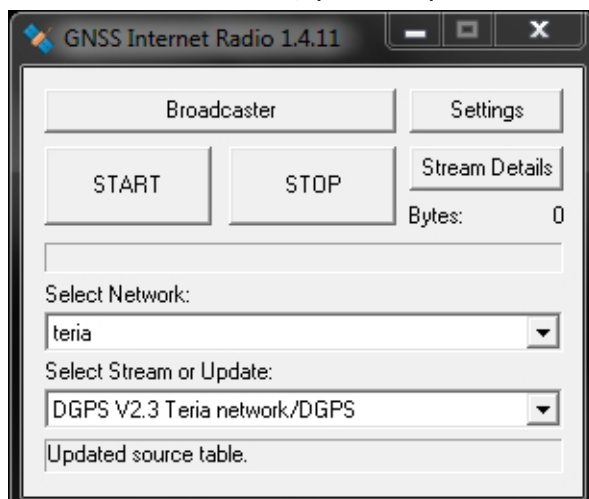 GNSS Internet Radio 1.4.11
Broadcaster
Settings
START
STOP
Stream Details
Bytes: 0
Select Network:
teria
Select Stream or Update:
DGPS V2.3 Teria network/DGPS
Updated source table.